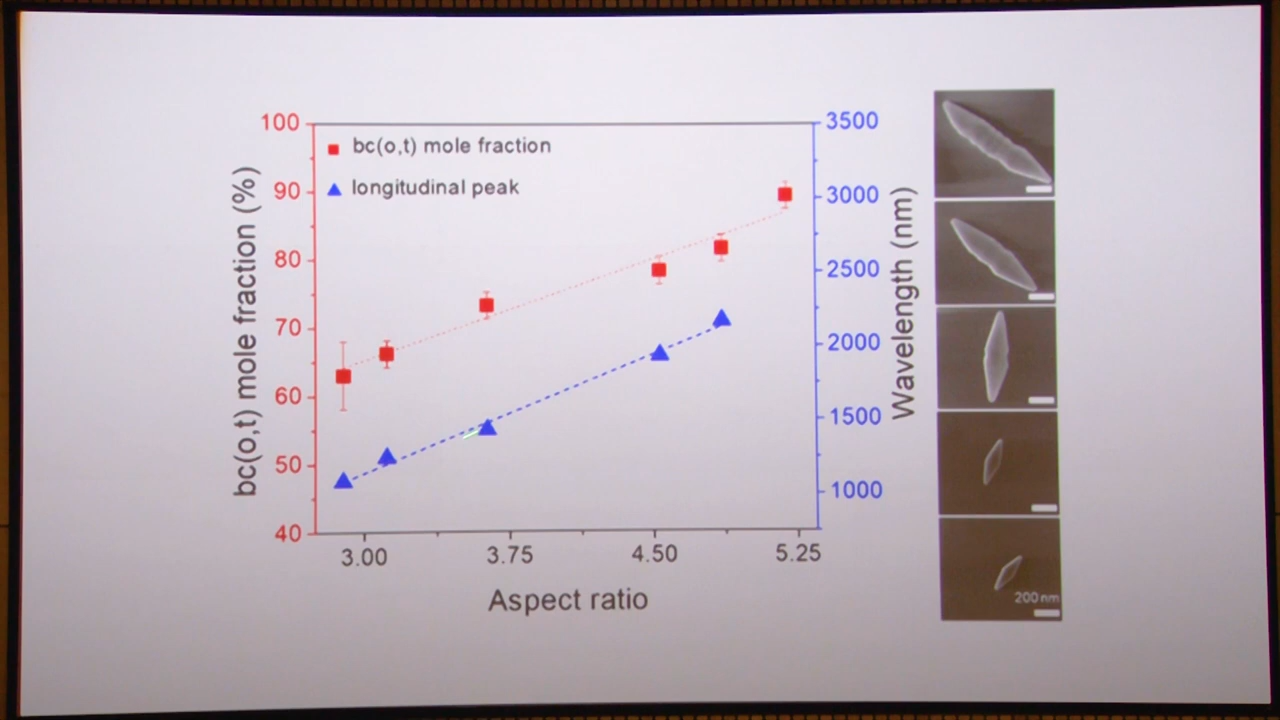 bc(o,t) mole fraction (%)
100
90
80
70
60
50
40
bc(o,t) mole fraction
longitudinal peak
3500
3000
2500
2000
1500
1000
Wavelength (nm)
3.00 3.75 4.50 5.25
Aspect ratio
200 nm